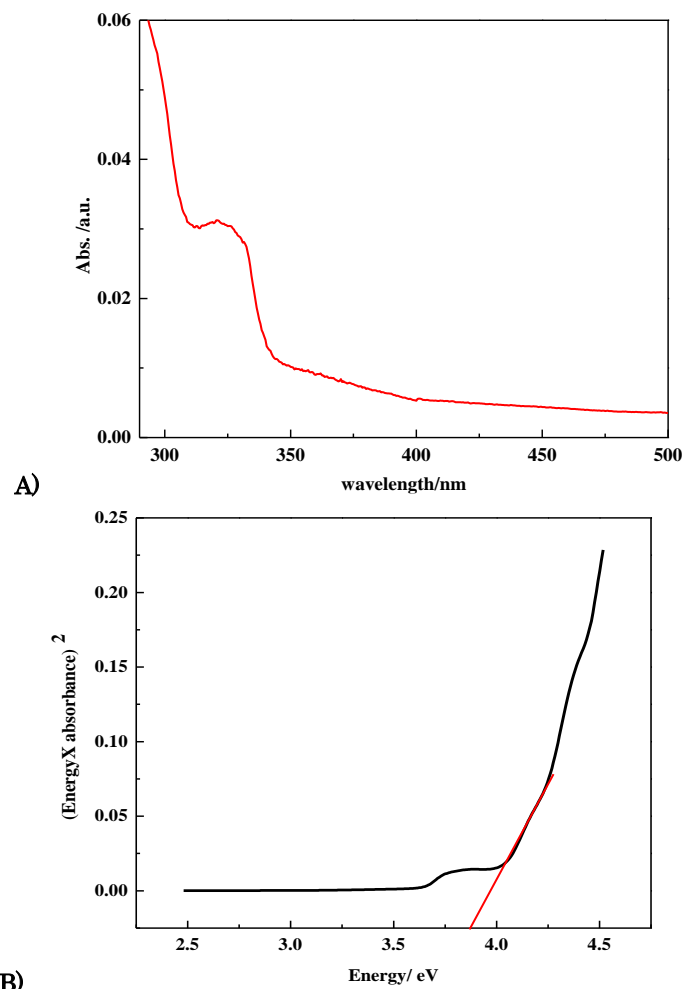 0.06
0.04
0.02
0.00
Abs. /a.u.
300 350 400 450 500
wavelength/nm
A)
0.25
0.20
0.15
0.10
0.05
0.00
(EnergyX absorbance) 2
2.5 3.0 3.5 4.0 4.5
Energy/ eV
B)